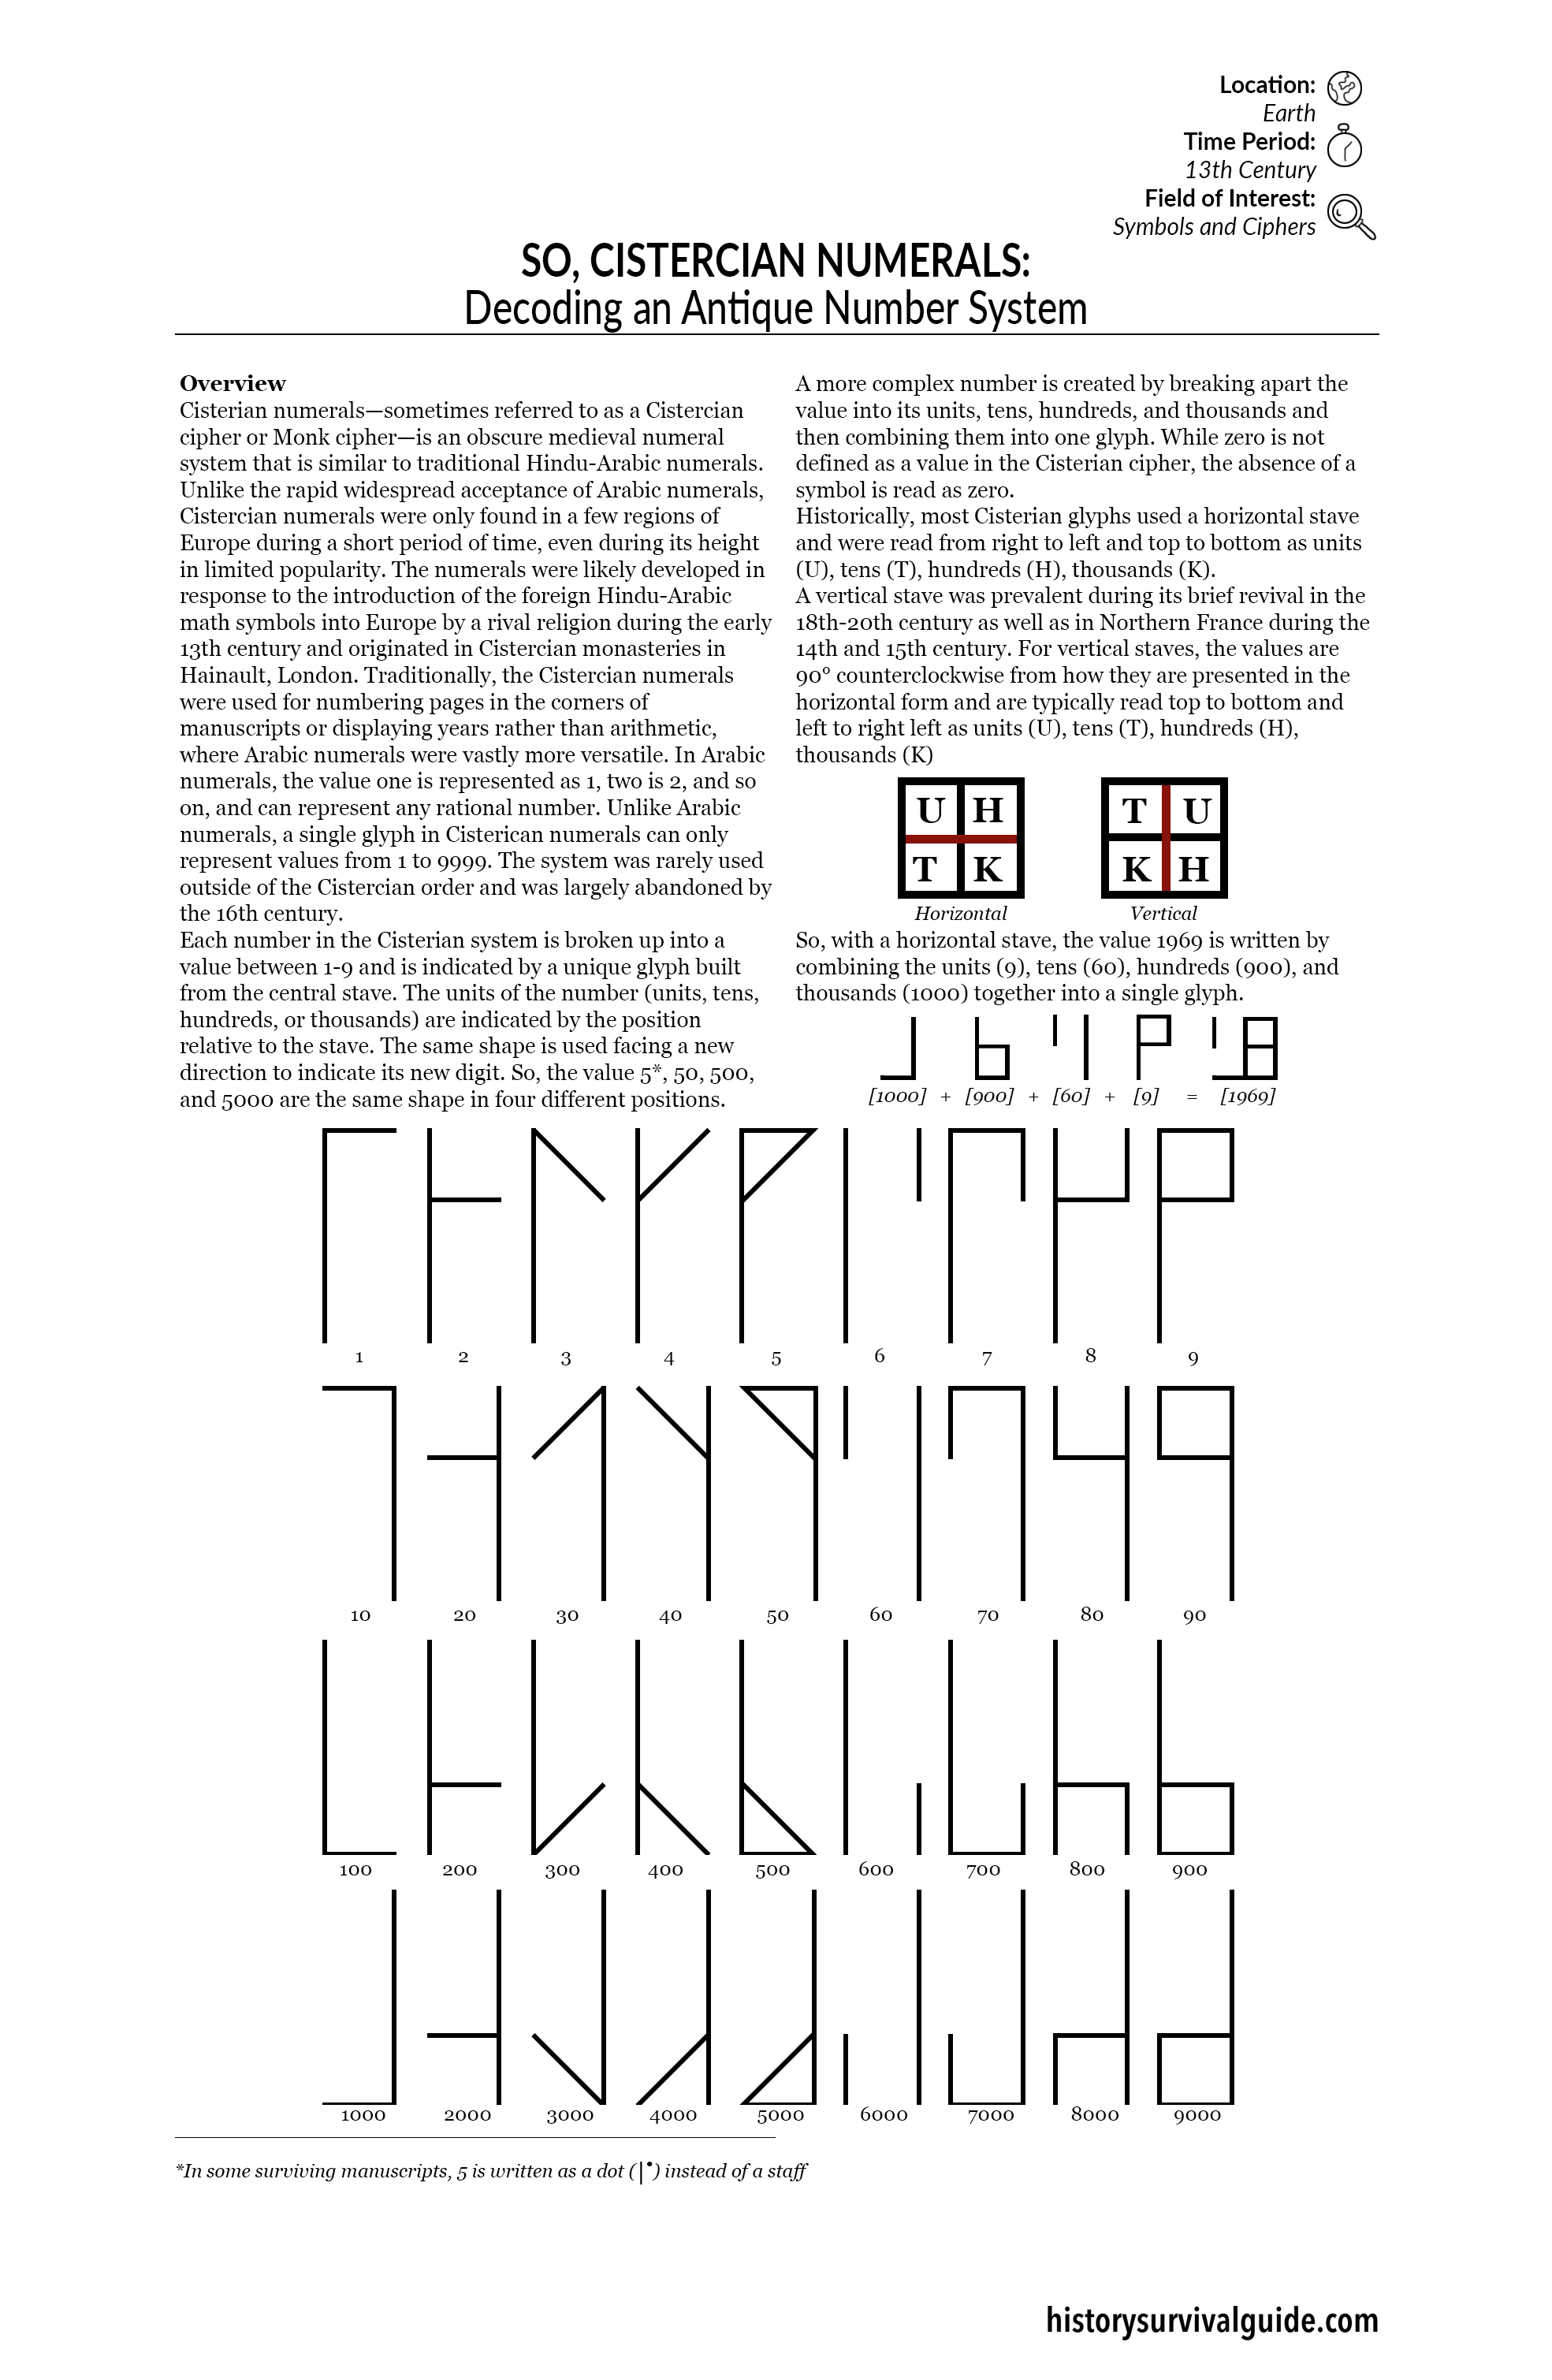 Location:
Earth
Time Period:
13th Century
Field of Interest:
Symbols and Ciphers
SO, CISTERCIAN NUMERALS:
Decoding an Antique Number System
Overview
Cisterian numerals—sometimes referred to as a Cistercian
cipher or Monk cipher—is an obscure medieval numeral
system that is similar to traditional Hindu-Arabic numerals.
Unlike the rapid widespread acceptance of Arabic numerals,
Cistercian numerals were only found in a few regions of
Europe during a short period of time, even during its height
in limited popularity. The numerals were likely developed in
response to the introduction of the foreign Hindu-Arabic
math symbols into Europe by a rival religion during the early
13th century and originated in Cistercian monasteries in
Hainault, London. Traditionally, the Cistercian numerals
were used for numbering pages in the corners of
manuscripts or displaying years rather than arithmetic,
where Arabic numerals were vastly more versatile. In Arabic
numerals, the value one is represented as 1, two is 2, and so
on, and can represent any rational number. Unlike Arabic
numerals, a single glyph in Cisterican numerals can only
represent values from 1 to 9999. The system was rarely used
outside of the Cistercian order and was largely abandoned by
the 16th century.
Each number in the Cisterian system is broken up into a
value between 1-9 and is indicated by a unique glyph built
from the central stave. The units of the number (units, tens,
hundreds, or thousands) are indicated by the position
relative to the stave. The same shape is used facing a new
direction to indicate its new digit. So, the value 5*, 50, 500,
and 5000 are the same shape in four different positions.
A more complex number is created by breaking apart the
value into its units, tens, hundreds, and thousands and
then combining them into one glyph. While zero is not
defined as a value in the Cisterian cipher, the absence of a
symbol is read as zero.
Historically, most Cisterian glyphs used a horizontal stave
and were read from right to left and top to bottom as units
(U), tens (T), hundreds (H), thousands (K).
A vertical stave was prevalent during its brief revival in the
18th-20th century as well as in Northern France during the
14th and 15th century. For vertical staves, the values are
90° counterclockwise from how they are presented in the
horizontal form and are typically read top to bottom and
left to right left as units (U), tens (T), hundreds (H),
thousands (K)
U H
T K
Horizontal
T U
K H
Vertical
So, with a horizontal stave, the value 1969 is written by
combining the units (9), tens (60), hundreds (900), and
thousands (1000) together into a single glyph.
[1000] + [900] + [60] + [9] = [1969]
1 2 3 4 5 6 7 8 9
10 20 30 40 50 60 70 80 90
100 200 300 400 500 600 700 800 900
1000 2000 3000 4000 5000 6000 7000 8000 9000
*In some surviving manuscripts, 5 is written as a dot (|•) instead of a staff
historysurvivalguide.com